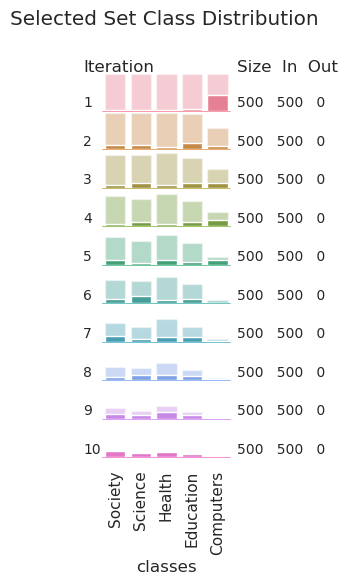 Selected Set Class Distribution
Iteration Size In Out
1 500 500 0
2 500 500 0
3 500 500 0
4 500 500 0
5 500 500 0
6 500 500 0
7 500 500 0
8 500 500 0
9 500 500 0
10 500 500 0
Society
Science
Health
Education
Computers
classes